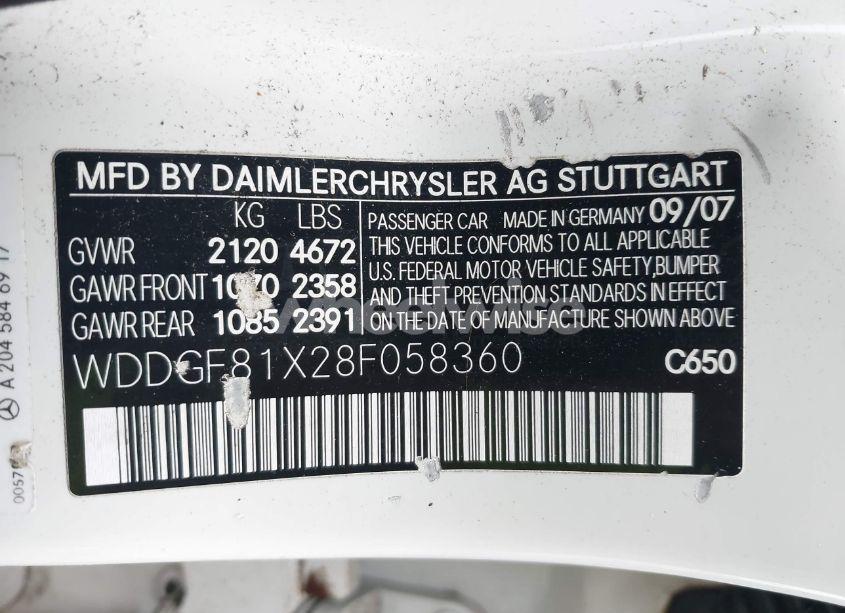 MFD BY DAIMLERCHRYSLER AG STUTTGART
KG LBS
GVWR 2120 4672
GAWR FRONT 1070 2358
GAWR REAR 1085 2391
PASSENGER CAR MADE IN GERMANY 09/07
THIS VEHICLE CONFORMS TO ALL APPLICABLE
U.S. FEDERAL MOTOR VEHICLE SAFETY,BUMPER
AND THEFT PREVENTION STANDARDS IN EFFECT
ON THE DATE OF MANUFACTURE SHOWN ABOVE
WDDGF81X28F058360 C650
A 204 584 69 17